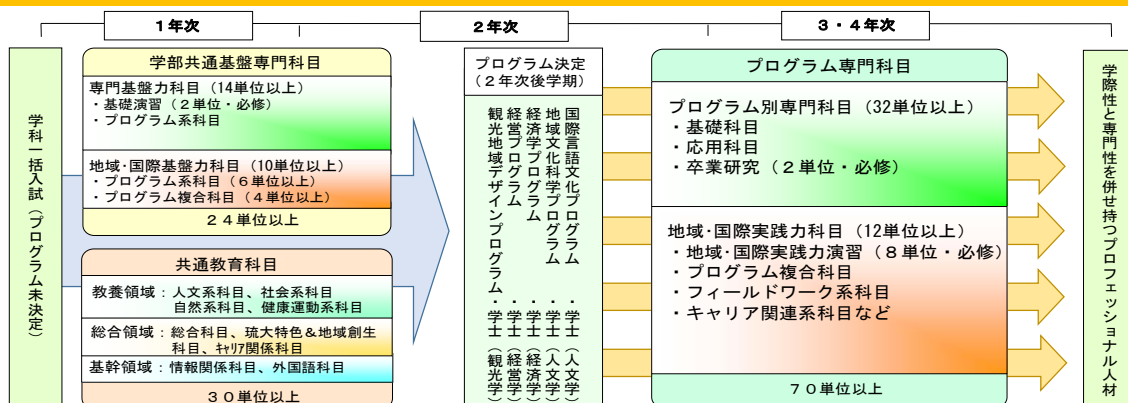 １年次
２年次
３・４年次
学科一括入試（プログラム未決定）
学部共通基盤専門科目
専門基盤力科目（14単位以上）
・基礎演習（２単位・必修）
・プログラム系科目
地域・国際基盤力科目（10単位以上）
・プログラム系科目（６単位以上）
・プログラム複合科目（４単位以上）
２４単位以上
共通教育科目
教養領域：人文系科目、社会系科目
自然系科目、健康運動系科目
総合領域：総合科目、琉大特色＆地域創生
科目、ｷｬﾘｱ関係科目
基幹領域：情報関係科目、外国語科目
３０単位以上
プログラム決定
（２年次後学期）
国際言語文化プログラム・学士（人文学）
地域文化科学プログラム・学士（人文学）
経済学プログラム・学士（経済学）
経営プログラム・学士（経営学）
観光地域デザインプログラム・学士（観光学）
プログラム専門科目
プログラム別専門科目（32単位以上）
・基礎科目
・応用科目
・卒業研究（２単位・必修）
地域・国際実践力科目（12単位以上）
・地域・国際実践力演習（８単位・必修）
・プログラム複合科目
・フィールドワーク系科目
・キャリア関連系科目など
７０単位以上
学際性と専門性を併せ持つプロフェッショナル人材